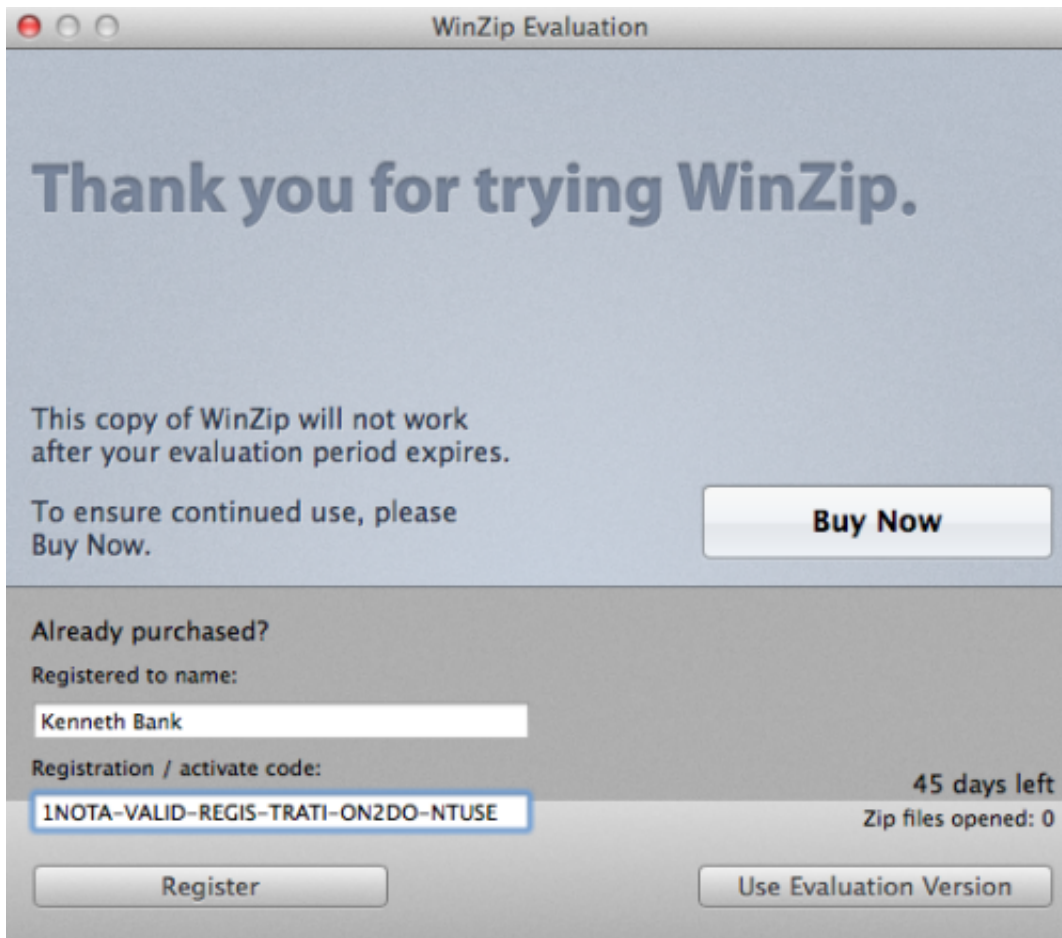 WinZip Evaluation
Thank you for trying WinZip.
This copy of WinZip will not work
after your evaluation period expires.
To ensure continued use, please
Buy Now.
Buy Now
Already purchased?
Registered to name:
Kenneth Bank
Registration / activate code:
1NOTA-VALID-REGIS-TRATI-ON2DO-NTUSE
45 days left
Zip files opened: 0
Register
Use Evaluation Version